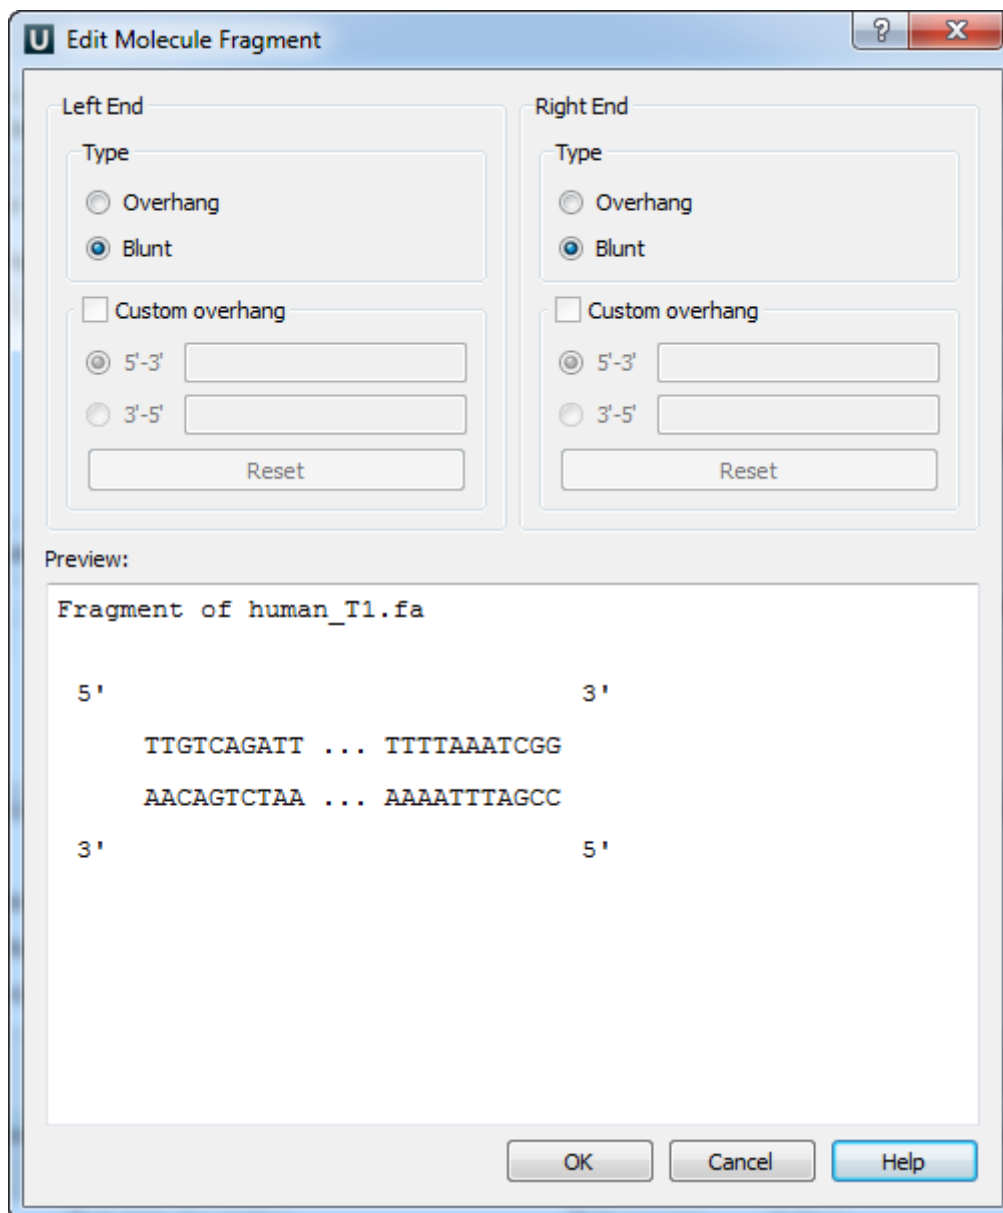 U Edit Molecule Fragment
Left End
Type
Overhang
Blunt
Custom overhang
5'-3'
3'-5'
Reset
Right End
Type
Overhang
Blunt
Custom overhang
5'-3'
3'-5'
Reset
Preview:
Fragment of human_T1.fa
5' 3'
TTGTCAGATT ... TTTTAAATCGG
AACAGTCTAA ... AAAATTTAGCC
3' 5'
OK Cancel Help